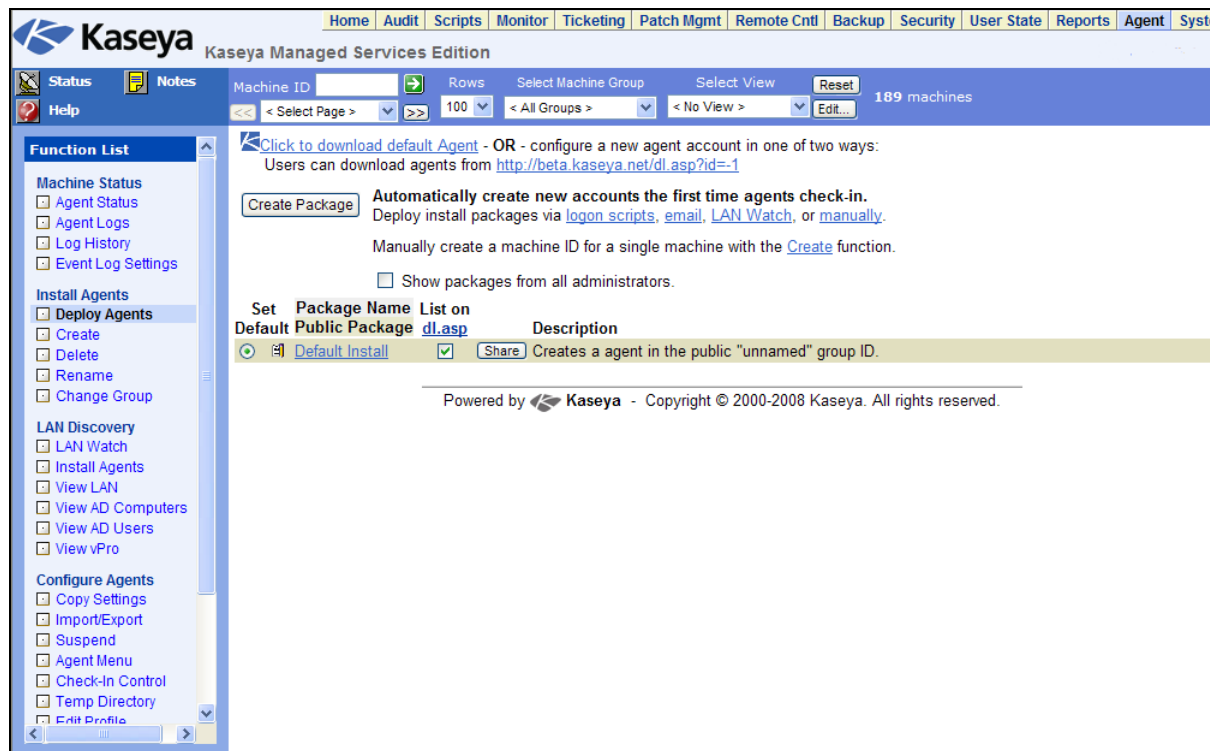 Kaseya
Kaseya Managed Services Edition
Home Audit Scripts Monitor Ticketing Patch Mgmt Remote Cntl Backup Security User State Reports Agent Syst
Status Notes
Help
Machine ID Rows Select Machine Group Select View Reset
<< < Select Page > >> 100 < All Groups > < No View > Edit... 189 machines
Function List
Machine Status
Agent Status
Agent Logs
Log History
Event Log Settings
Install Agents
Deploy Agents
Create
Delete
Rename
Change Group
LAN Discovery
LAN Watch
Install Agents
View LAN
View AD Computers
View AD Users
View vPro
Configure Agents
Copy Settings
Import/Export
Suspend
Agent Menu
Check-In Control
Temp Directory
Edit Profile
Click to download default Agent - OR - configure a new agent account in one of two ways:
Users can download agents from http://beta.kaseya.net/dl.asp?id=-1
Create Package
Automatically create new accounts the first time agents check-in.
Deploy install packages via logon scripts, email, LAN Watch, or manually.
Manually create a machine ID for a single machine with the Create function.
Show packages from all administrators.
Set Package Name List on
Default Public Package dl.asp Description
Default Install Share Creates a agent in the public "unnamed" group ID.
Powered by Kaseya - Copyright © 2000-2008 Kaseya. All rights reserved.